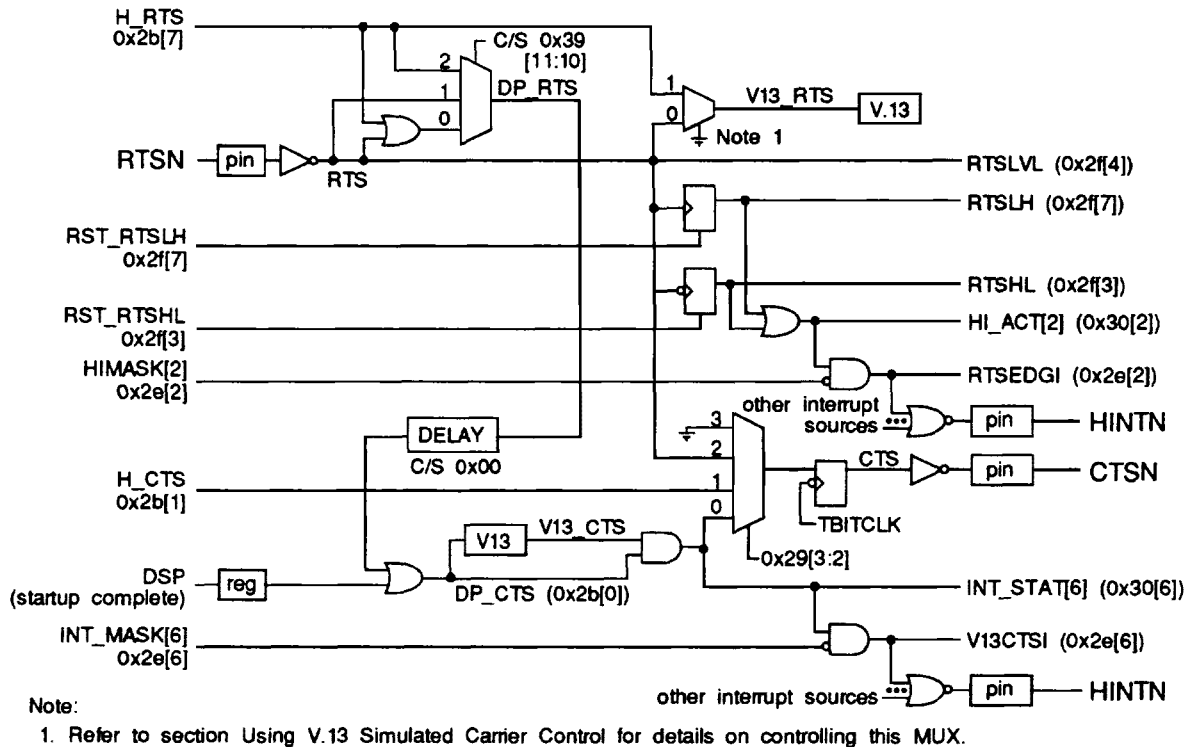 H_RTS
0x2b[7]
C/S 0x39
[11:10]
2
DP_RTS
1
0
1
0
V13_RTS
V.13
Note 1
RTSN
pin
RTS
RTSLVL (0x2f[4])
RTSLH (0x2f[7])
RST_RTSLH
0x2f[7]
RTSHL (0x2f[3])
RST_RTSHL
0x2f[3]
HI_ACT[2] (0x30[2])
HIMASK[2]
0x2e[2]
RTSEDGI (0x2e[2])
other interrupt
sources
pin
HINTN
DELAY
C/S 0x00
3
2
1
0
CTS
pin
CTSN
H_CTS
0x2b[1]
TBITCLK
V13
V13_CTS
0x29[3:2]
DSP
(startup complete)
reg
DP_CTS (0x2b[0])
INT_STAT[6] (0x30[6])
INT_MASK[6]
0x2e[6]
V13CTSI (0x2e[6])
other interrupt sources
pin
HINTN
Note:
1. Refer to section Using V.13 Simulated Carrier Control for details on controlling this MUX.